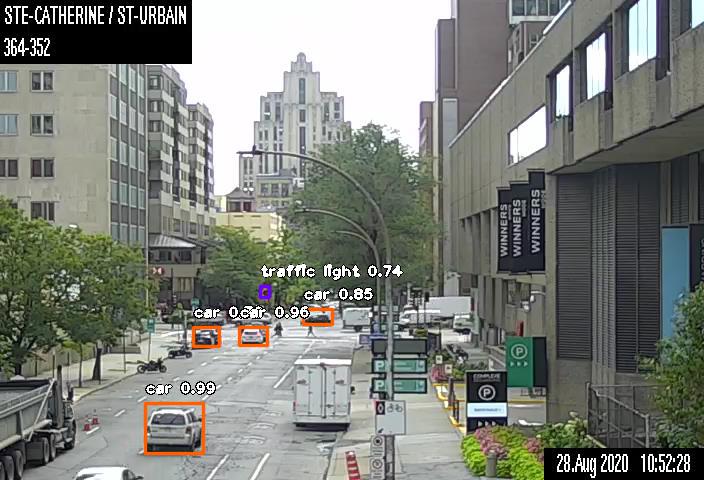 STE-CATHERINE / ST-URBAIN
364-352
WINNERS
WINNERS
WINNERS
traffic light 0.74
car 0.85
car 0.96
car 0.99
P
P
28.Aug 2020 10:52:28